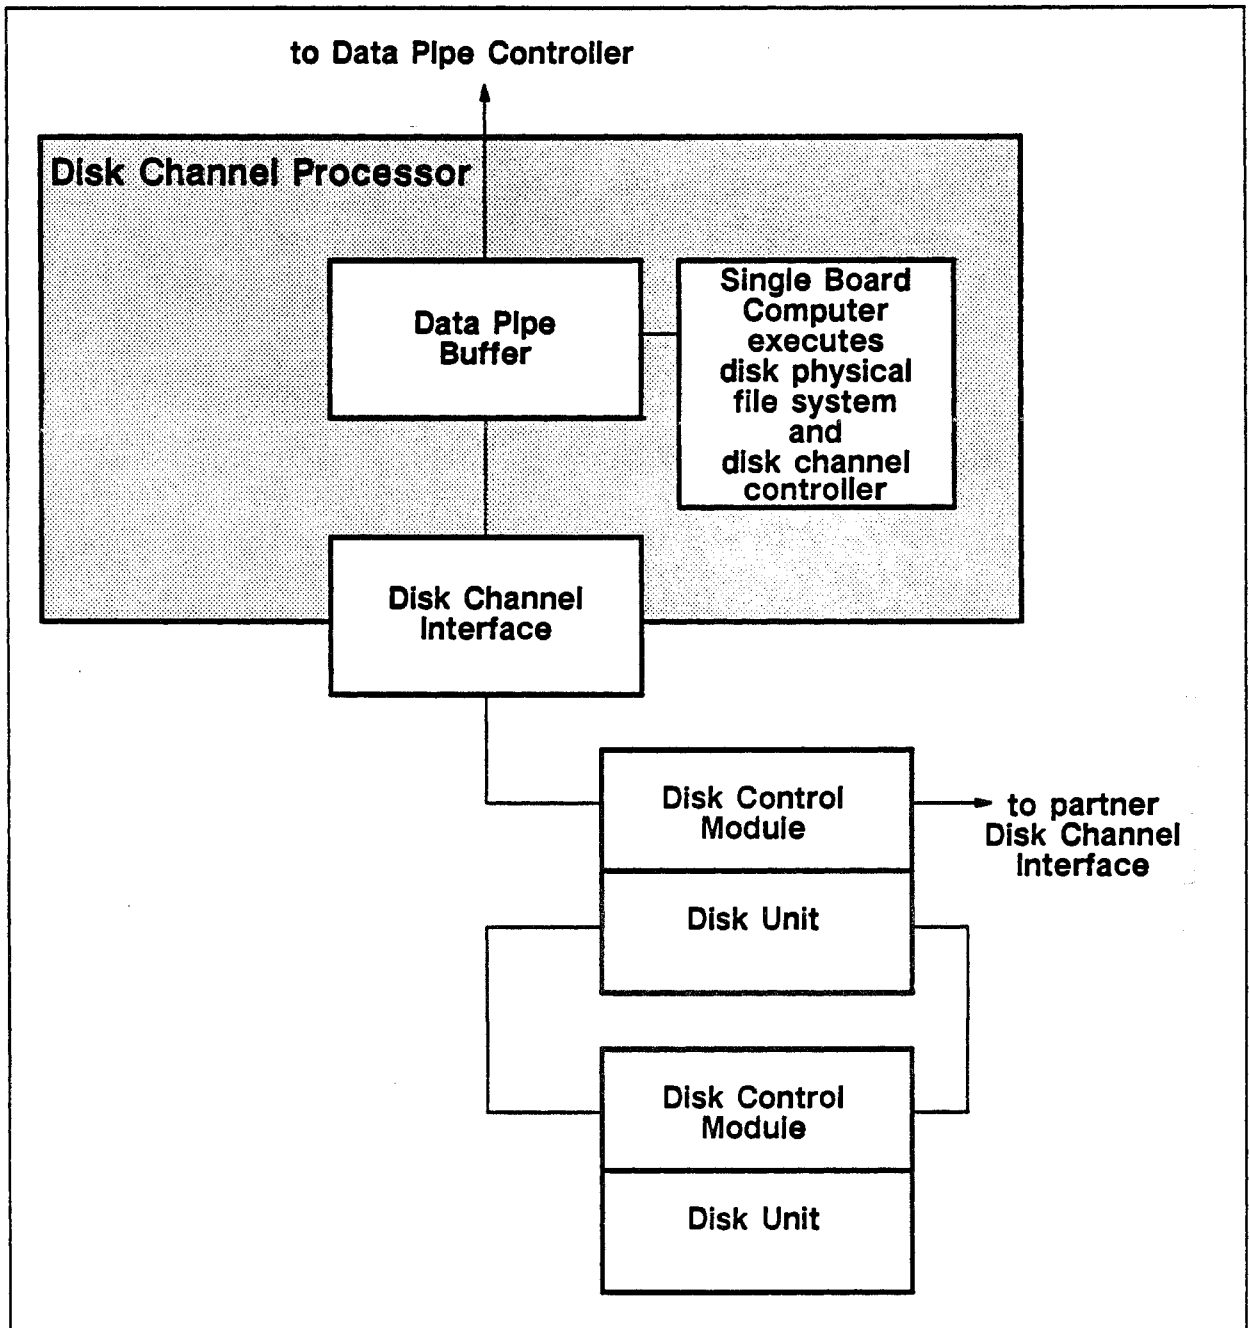 to Data Pipe Controller
Disk Channel Processor
Data Pipe
Buffer
Single Board
Computer
executes
disk physical
file system
and
disk channel
controller
Disk Channel
Interface
Disk Control
Module
to partner
Disk Channel
Interface
Disk Unit
Disk Control
Module
Disk Unit